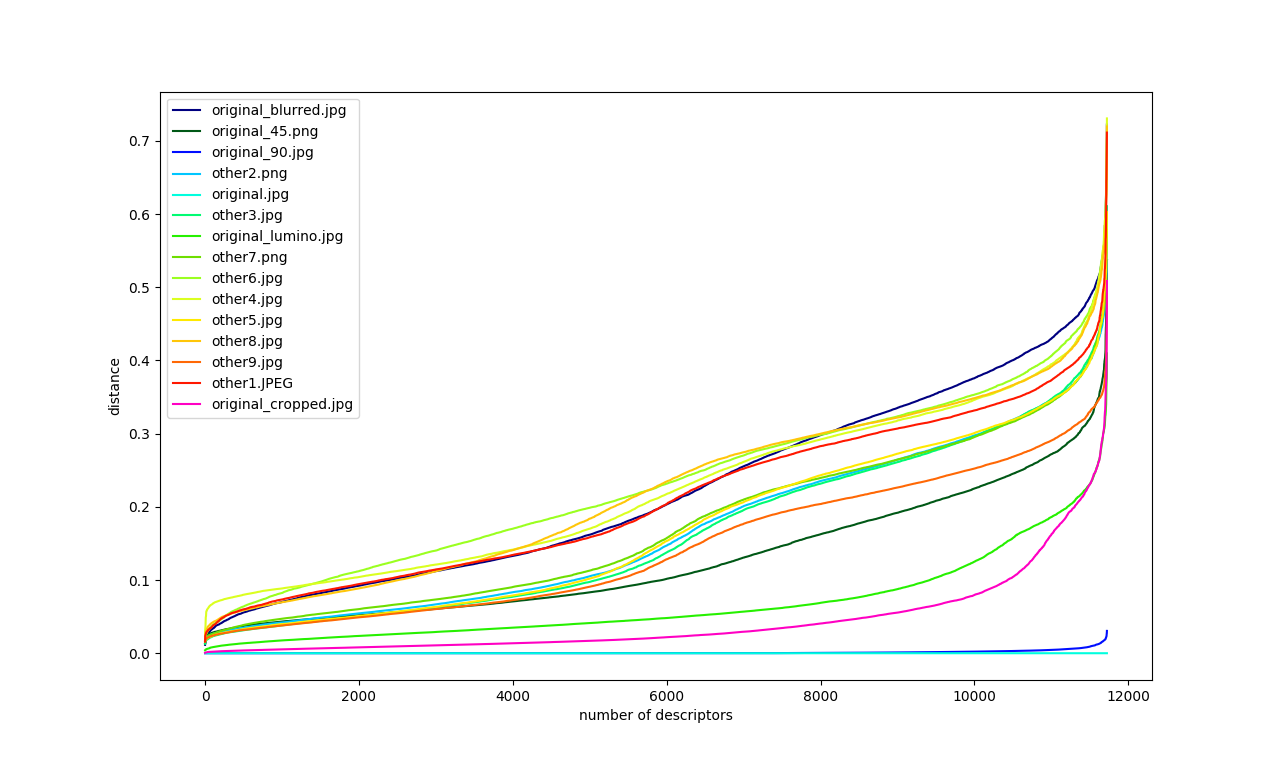 original_blurred.jpg
original_45.png
original_90.jpg
other2.png
original.jpg
other3.jpg
original_lumino.jpg
other7.png
other6.jpg
other4.jpg
other5.jpg
other8.jpg
other9.jpg
other1.JPEG
original_cropped.jpg
0.7
0.6
0.5
0.4
0.3
0.2
0.1
0.0
distance
0 2000 4000 6000 8000 10000 12000
number of descriptors